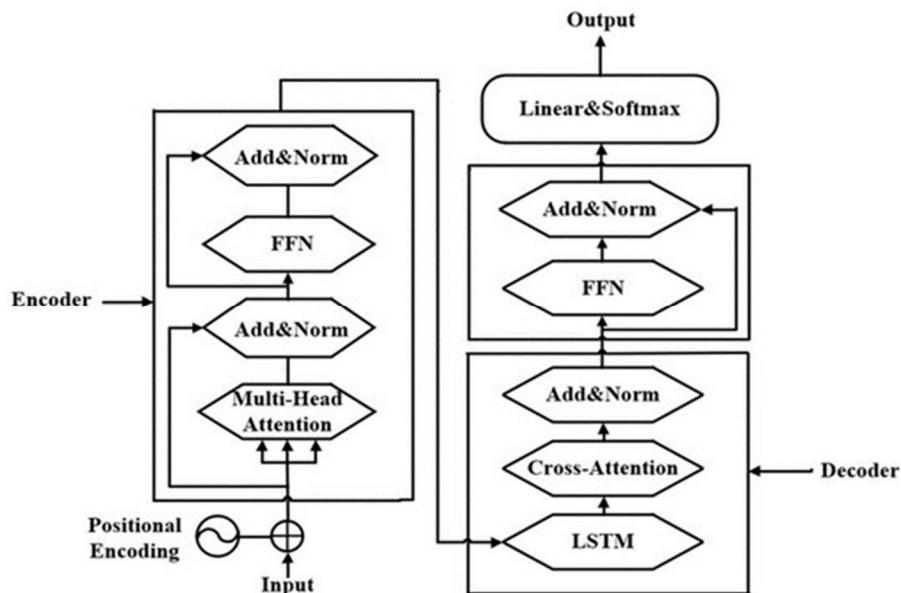 Output
Linear&Softmax
Add&Norm
FFN
Encoder
Add&Norm
Multi-Head
Attention
Positional
Encoding
Input
Add&Norm
FFN
Add&Norm
Cross-Attention
Decoder
LSTM